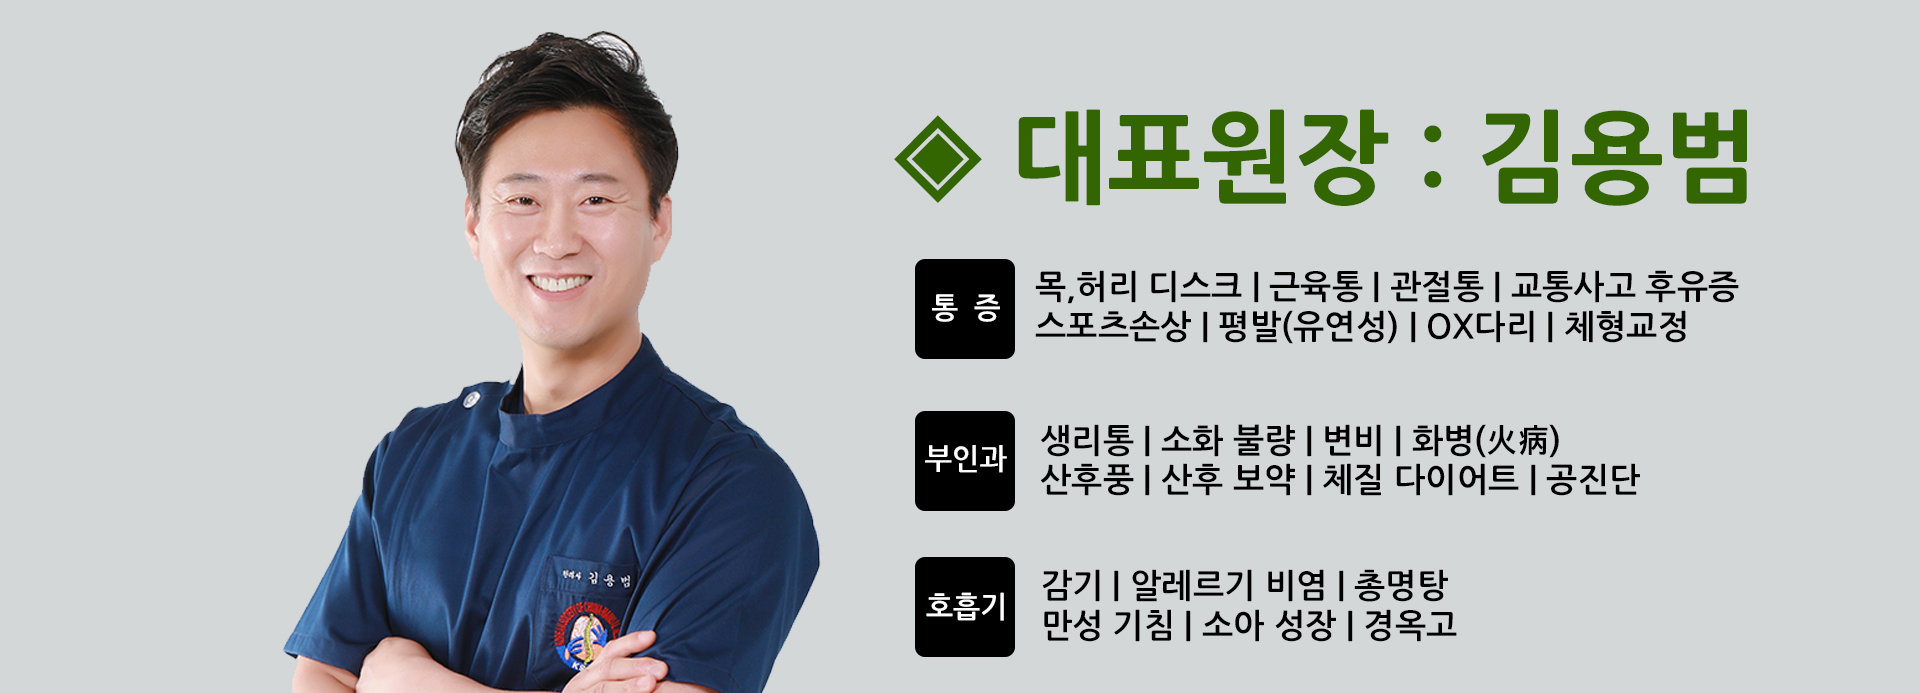 ◈ 대표원장 : 김용범
통 증
목,허리 디스크 | 근육통 | 관절통 | 교통사고 후유증
스포츠손상 | 평발(유연성) | OX다리 | 체형교정
부인과
생리통 | 소화 불량 | 변비 | 화병(火病)
산후풍 | 산후 보약 | 체질 다이어트 | 공진단
호흡기
감기 | 알레르기 비염 | 총명탕
만성 기침 | 소아 성장 | 경옥고
한의사 김용범